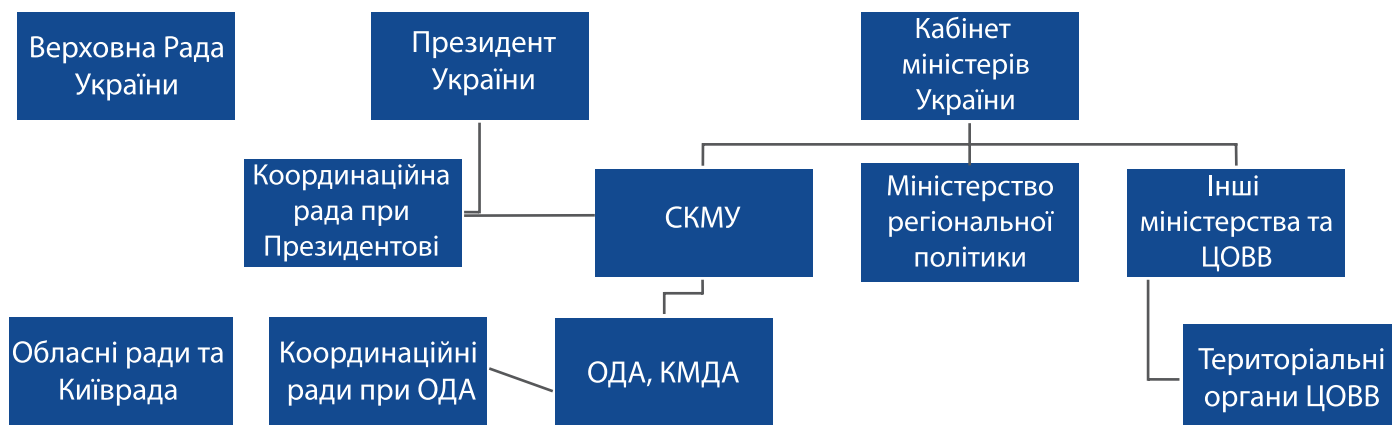 Верховна Рада
України
Президент
України
Кабінет
міністерів
України
Координаційна
рада при
Президентові
СКМУ
Міністерство
регіональної
політики
Інші
міністерства та
ЦОВВ
Обласні ради та
Київрада
Координаційні
ради при ОДА
ОДА, КМДА
Територіальні
органи ЦОВВ